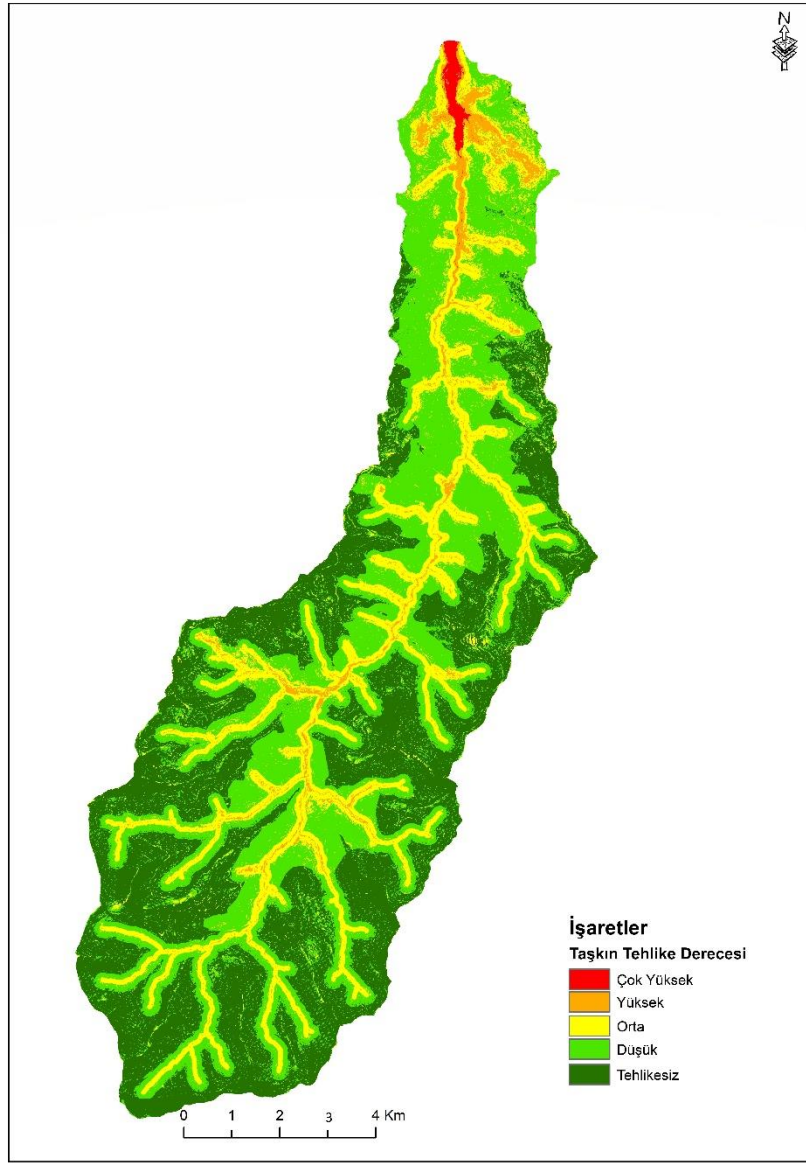 N
İşaretler
Taşkın Tehlike Derecesi
Çok Yüksek
Yüksek
Orta
Düşük
Tehlikesiz
0 1 2 3 4 Km